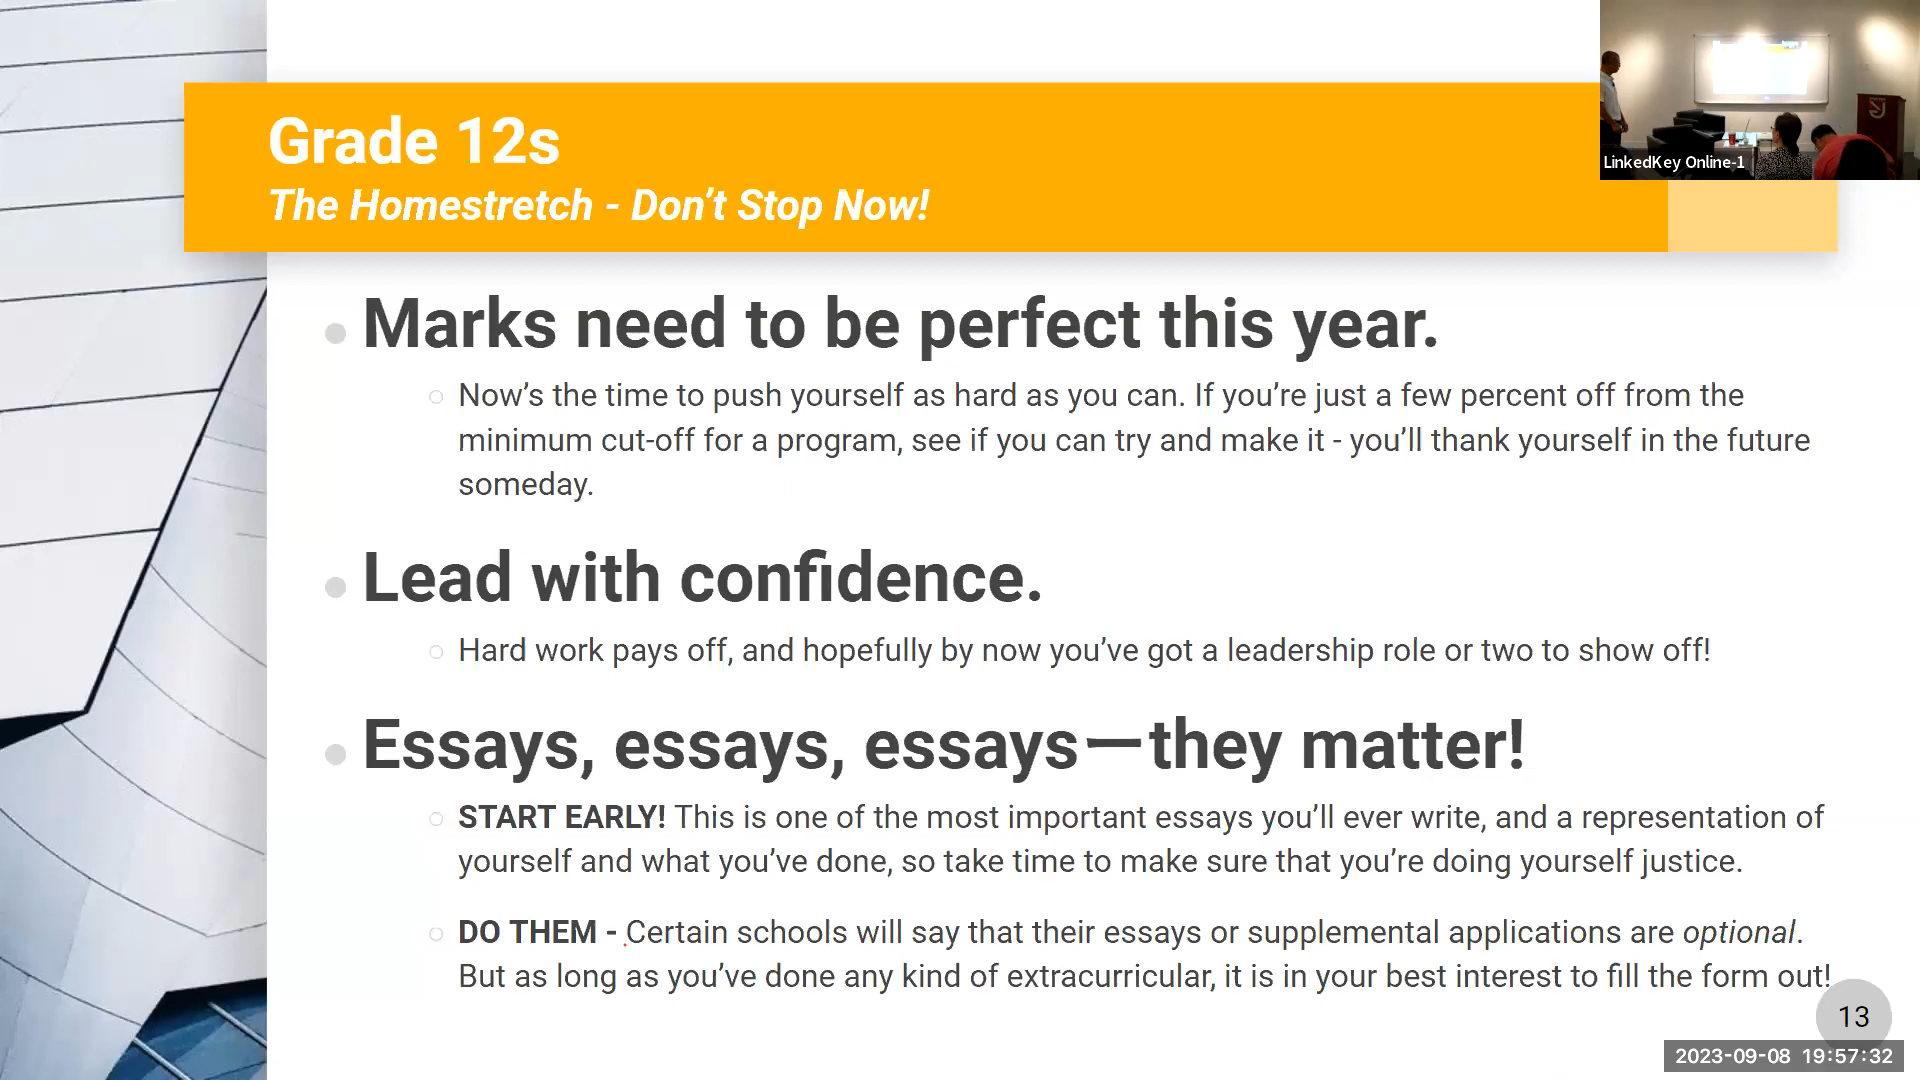 Grade 12s
The Homestretch - Don’t Stop Now!
LinkedKey Online-1
Marks need to be perfect this year.
Now’s the time to push yourself as hard as you can. If you’re just a few percent off from the
minimum cut-off for a program, see if you can try and make it - you’ll thank yourself in the future
someday.
Lead with confidence.
Hard work pays off, and hopefully by now you’ve got a leadership role or two to show off!
Essays, essays, essays—they matter!
START EARLY! This is one of the most important essays you’ll ever write, and a representation of
yourself and what you’ve done, so take time to make sure that you’re doing yourself justice.
DO THEM - Certain schools will say that their essays or supplemental applications are optional.
But as long as you’ve done any kind of extracurricular, it is in your best interest to fill the form out!
13
2023-09-08 19:57:32